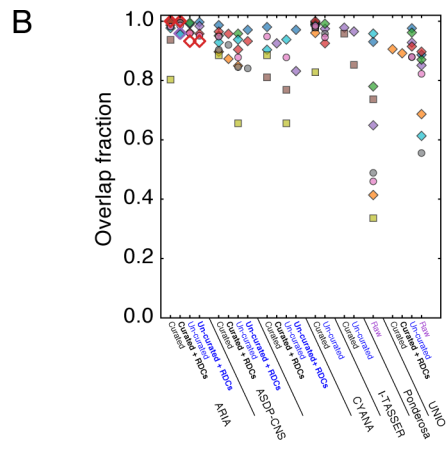 B
Overlap fraction
1.0
0.8
0.6
0.4
0.2
0.0
Curated
Curated + RDCs
Un-curated
Un-curated + RDCs
Curated
Curated + RDCs
Un-curated
Un-curated + RDCs
Curated
Curated + RDCs
Un-curated
Un-curated+ RDCs
Curated
Un-curated
Curated
Un-curated
Raw
Curated
Curated + RDCs
Un-curated
Raw
ARIA
ASDP-CNS
CYANA
I-TASSER
Ponderosa
UNIO